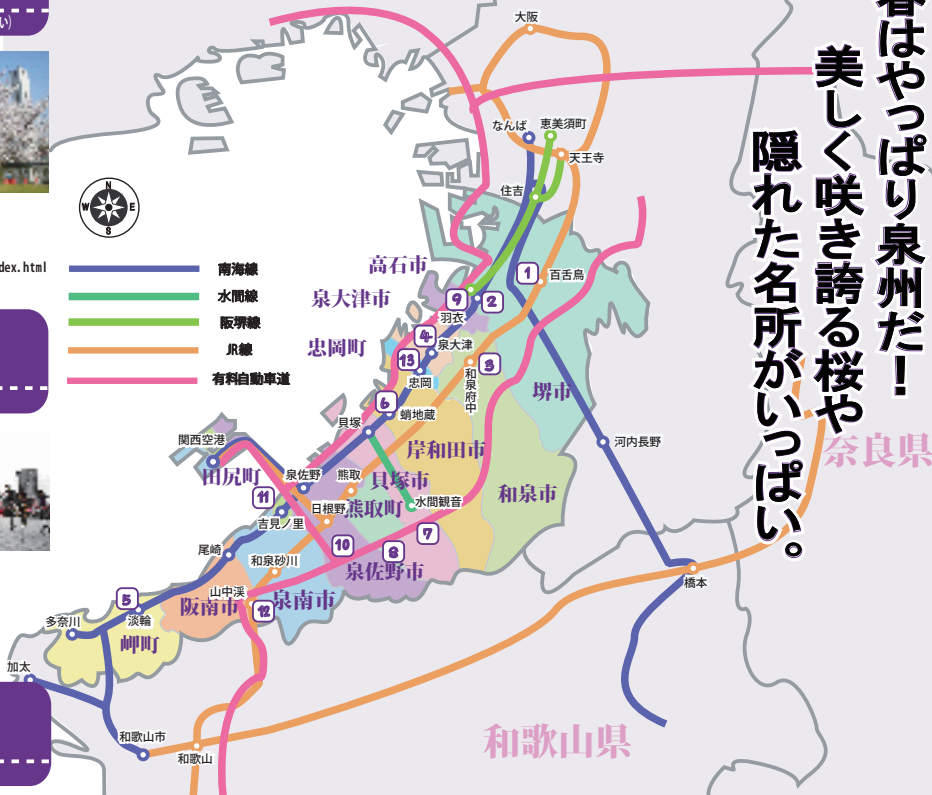 春はやっぱり泉州だ！
美しく咲き誇る桜や
隠れた名所がいっぱい。
い）
dex.html
N
W
E
S
南海線
水間線
阪堺線
JR線
有料自動車道
大阪
なんば
恵美須町
天王寺
住吉
百舌鳥
1
高石市
9
2
羽衣
泉大津市
4
泉大津
忠岡町
13
忠岡
3
和泉府中
堺市
6
蛸地蔵
貝塚
河内長野
奈良県
関西空港
岸和田市
田尻町
泉佐野
熊取
貝塚市
和泉市
11
日根野
熊取町
水間観音
吉見ノ里
7
尾崎
10
8
和泉砂川
泉佐野市
橋本
山中渓
5
阪南市
12
泉南市
多奈川
淡輪
岬町
加太
和歌山市
和歌山
和歌山県